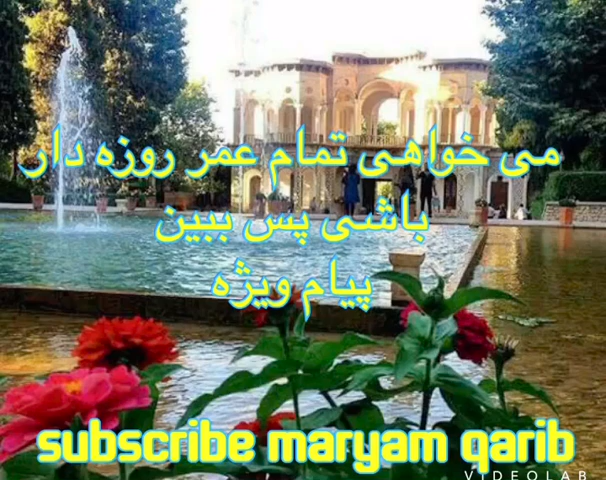 می خواهی تمام عمر روزه دار
باشی پس ببین
پیام ویژه
subscribe maryam qarib
VIDEOLAB